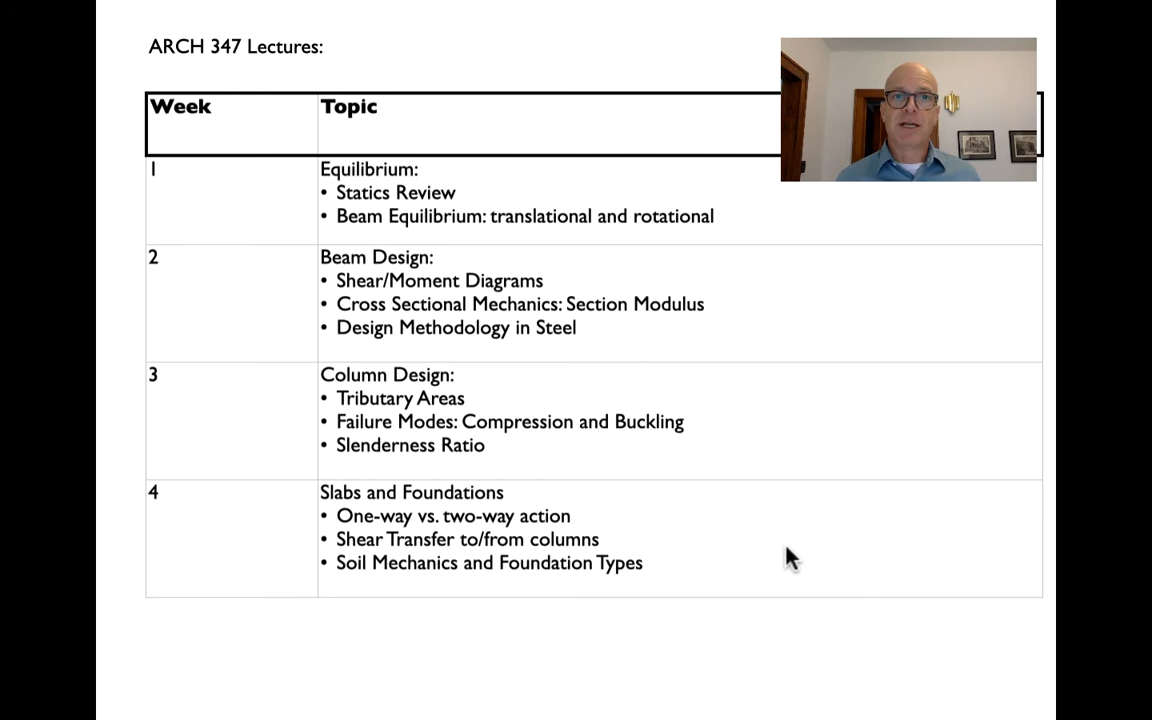 ARCH 347 Lectures:
Week Topic
1 Equilibrium:
• Statics Review
• Beam Equilibrium: translational and rotational
2 Beam Design:
• Shear/Moment Diagrams
• Cross Sectional Mechanics: Section Modulus
• Design Methodology in Steel
3 Column Design:
• Tributary Areas
• Failure Modes: Compression and Buckling
• Slenderness Ratio
4 Slabs and Foundations
• One-way vs. two-way action
• Shear Transfer to/from columns
• Soil Mechanics and Foundation Types